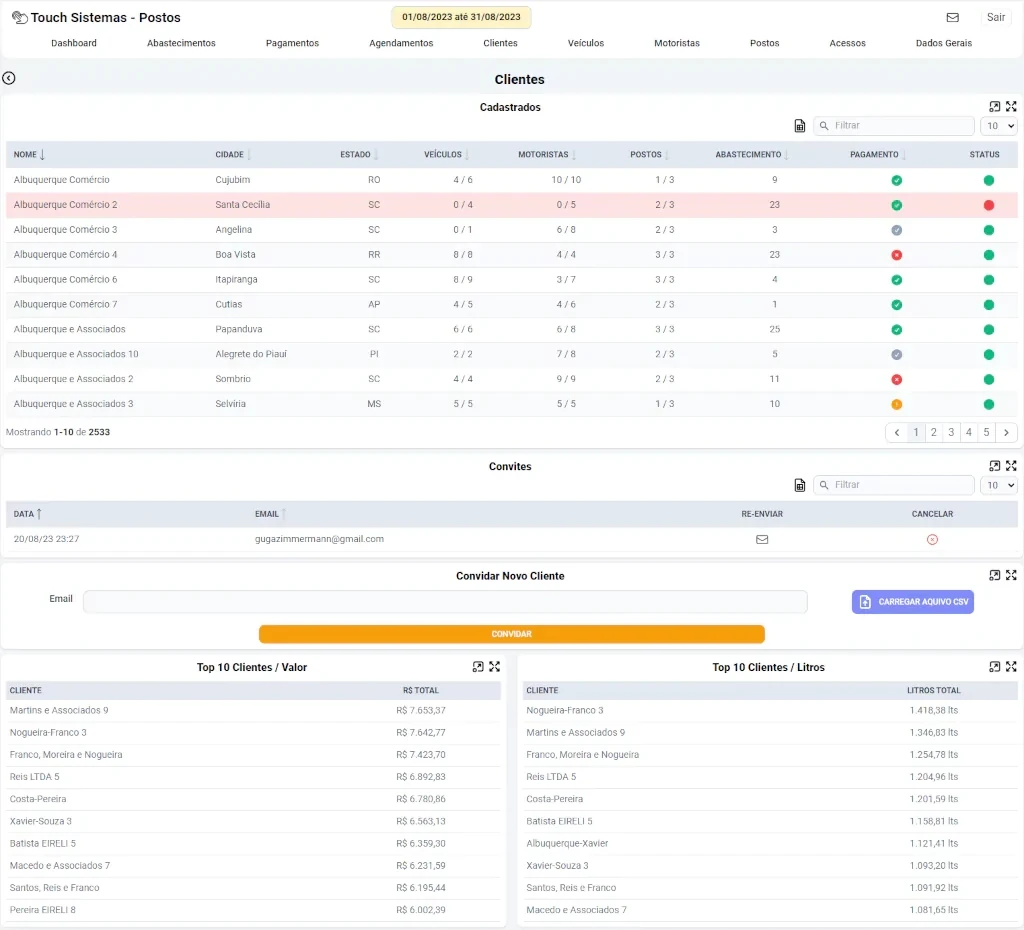 Touch Sistemas - Postos
01/08/2023 até 31/08/2023
Sair
Dashboard Abastecimentos Pagamentos Agendamentos Clientes Veículos Motoristas Postos Acessos Dados Gerais
Clientes
Cadastrados
Filtrar 10
NOME CIDADE ESTADO VEÍCULOS MOTORISTAS POSTOS ABASTECIMENTO PAGAMENTO STATUS
Albuquerque Comércio Cujubim RO 4 / 6 10 / 10 1 / 3 9
Albuquerque Comércio 2 Santa Cecília SC 0 / 4 0 / 5 2 / 3 23
Albuquerque Comércio 3 Angelina SC 0 / 1 6 / 8 2 / 3 3
Albuquerque Comércio 4 Boa Vista RR 8 / 8 4 / 4 3 / 3 23
Albuquerque Comércio 6 Itapiranga SC 8 / 9 3 / 7 3 / 3 4
Albuquerque Comércio 7 Cutias AP 4 / 5 4 / 6 2 / 3 1
Albuquerque e Associados Papanduva SC 6 / 6 6 / 8 3 / 3 25
Albuquerque e Associados 10 Alegrete do Piauí PI 2 / 2 7 / 8 2 / 3 5
Albuquerque e Associados 2 Sombrio SC 4 / 4 9 / 9 2 / 3 11
Albuquerque e Associados 3 Selvíria MS 5 / 5 5 / 5 1 / 3 10
Mostrando 1-10 de 2533
1 2 3 4 5
Convites
Filtrar 10
DATA EMAIL RE-ENVIAR CANCELAR
20/08/23 23:27 gugazimmermann@gmail.com
Convidar Novo Cliente
Email
CARREGAR AQUIVO CSV
CONVIDAR
Top 10 Clientes / Valor
CLIENTE R$ TOTAL
Martins e Associados 9 R$ 7.653,37
Nogueira-Franco 3 R$ 7.642,77
Franco, Moreira e Nogueira R$ 7.423,70
Reis LTDA 5 R$ 6.892,83
Costa-Pereira R$ 6.780,86
Xavier-Souza 3 R$ 6.563,13
Batista EIRELI 5 R$ 6.359,30
Macedo e Associados 7 R$ 6.231,59
Santos, Reis e Franco R$ 6.195,44
Pereira EIRELI 8 R$ 6.002,39
Top 10 Clientes / Litros
CLIENTE LITROS TOTAL
Nogueira-Franco 3 1.418,38 lts
Martins e Associados 9 1.346,83 lts
Franco, Moreira e Nogueira 1.254,78 lts
Reis LTDA 5 1.204,96 lts
Costa-Pereira 1.201,59 lts
Batista EIRELI 5 1.158,81 lts
Albuquerque-Xavier 1.121,41 lts
Xavier-Souza 3 1.093,20 lts
Santos, Reis e Franco 1.091,92 lts
Macedo e Associados 7 1.081,65 lts